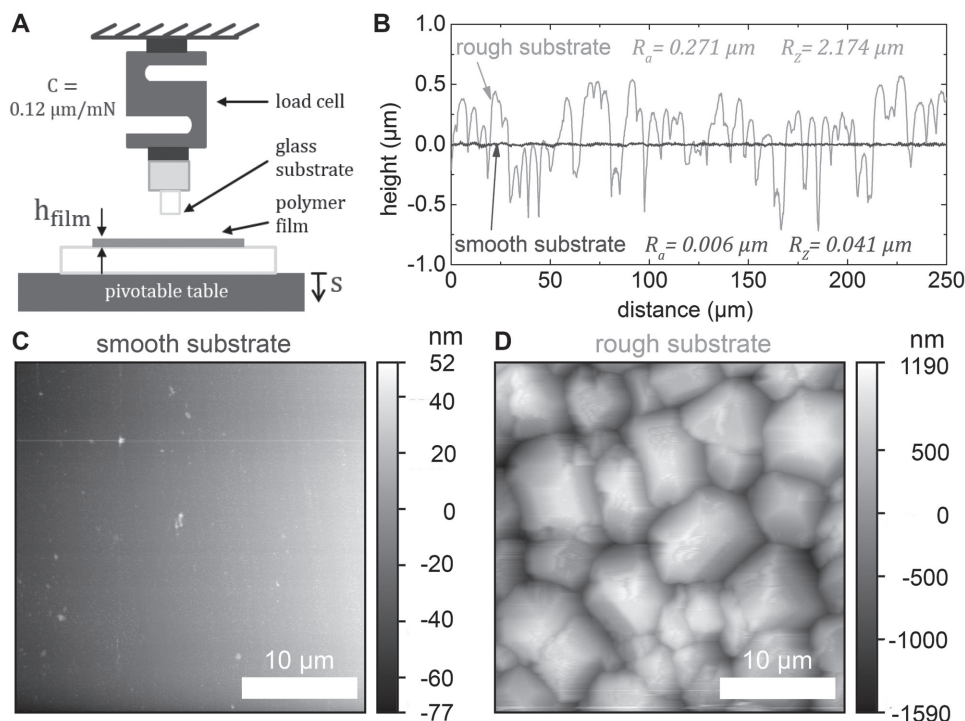 A
C =
0.12 µm/mN
load cell
glass
substrate
polymer
film
h_film
pivotable table
s
B
1.0
0.5
0.0
-0.5
-1.0
height (µm)
rough substrate R_a = 0.271 µm R_Z = 2.174 µm
smooth substrate R_a = 0.006 µm R_Z = 0.041 µm
0 50 100 150 200 250
distance (µm)
C smooth substrate nm
52
40
20
0
-20
-40
-60
-77
10 µm
D rough substrate nm
1190
500
0
-500
-1000
-1590
10 µm